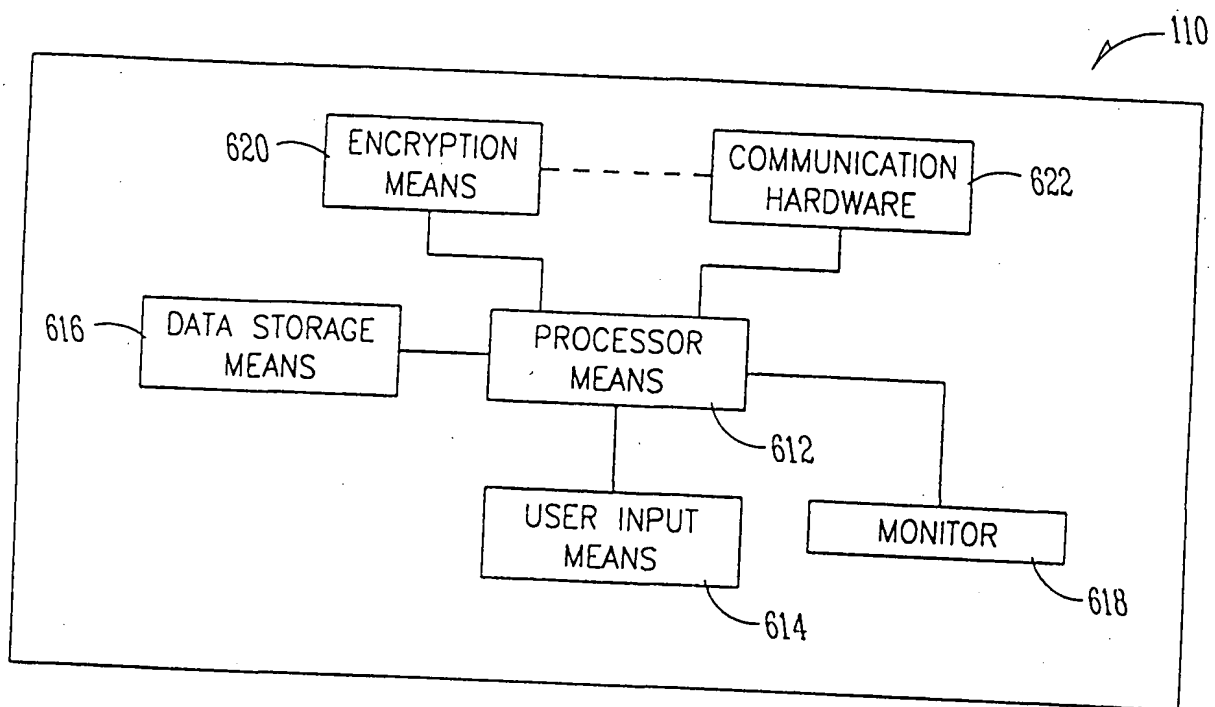 110
620
ENCRYPTION
MEANS
COMMUNICATION
HARDWARE
622
616
DATA STORAGE
MEANS
PROCESSOR
MEANS
612
USER INPUT
MEANS
614
MONITOR
618